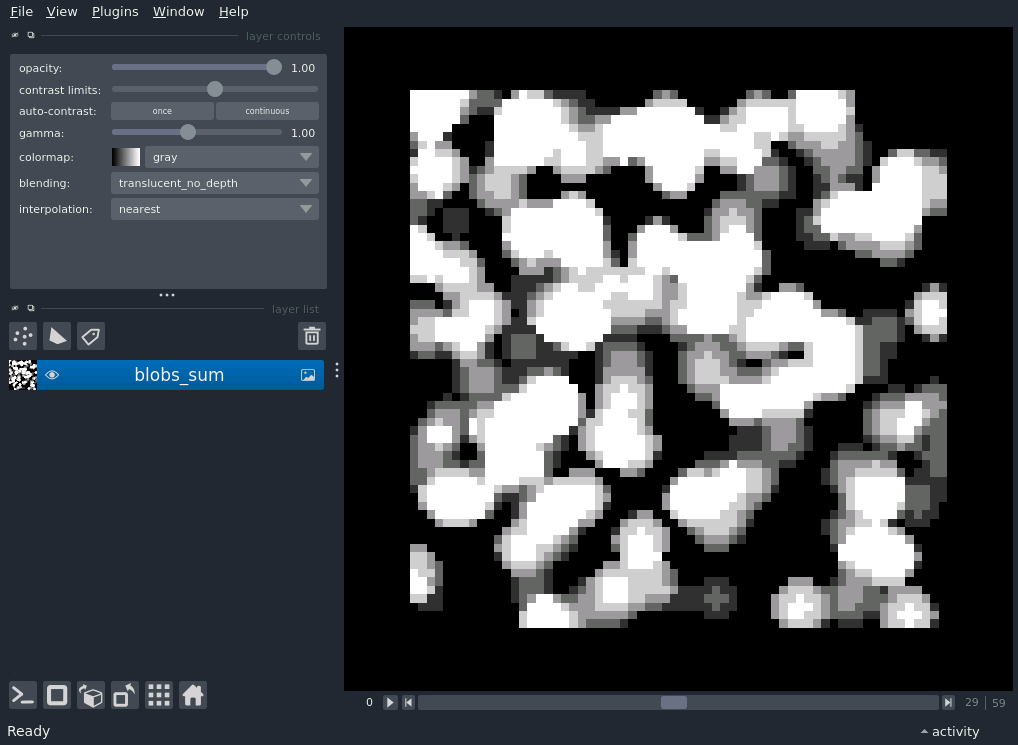 File View Plugins Window Help
layer controls
opacity: 1.00
contrast limits:
auto-contrast: once continuous
gamma: 1.00
colormap: gray
blending: translucent_no_depth
interpolation: nearest
layer list
blobs_sum
0 29 59
Ready activity